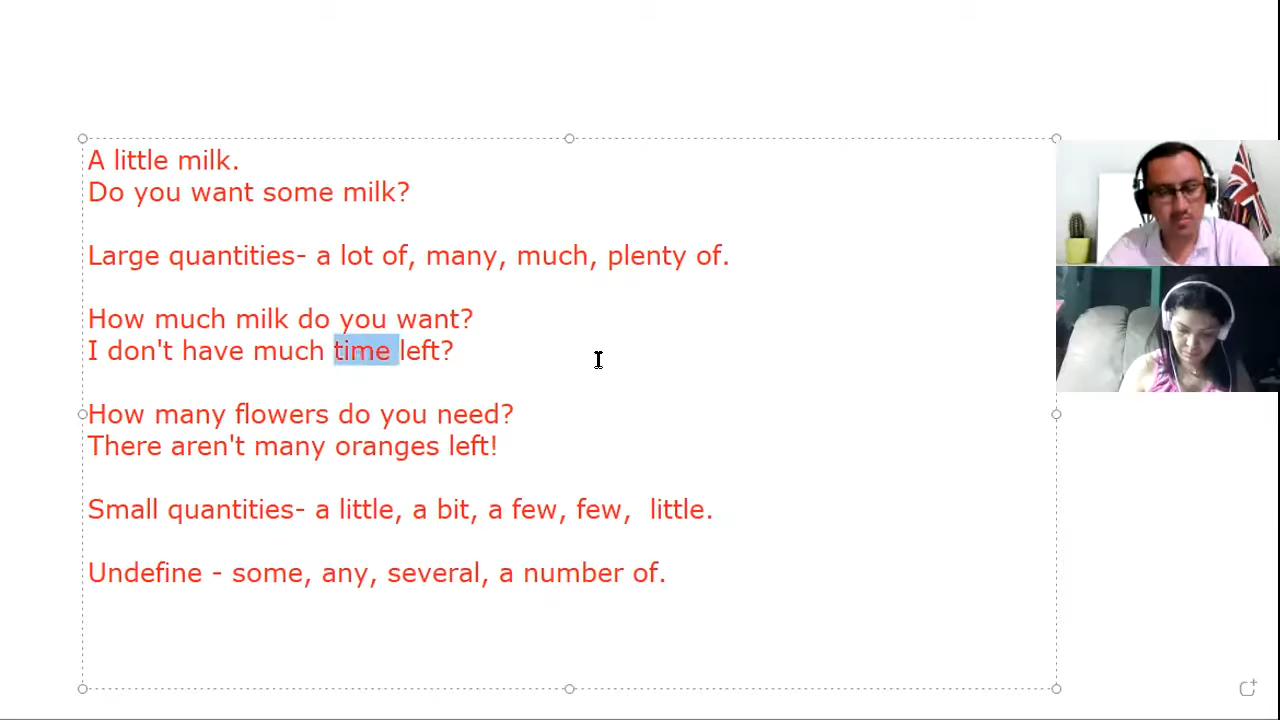 A little milk.
Do you want some milk?
Large quantities- a lot of, many, much, plenty of.
How much milk do you want?
I don't have much time left?
How many flowers do you need?
There aren't many oranges left!
Small quantities- a little, a bit, a few, few,  little.
Undefine - some, any, several, a number of.